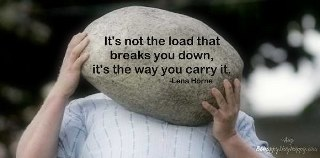 It's not the load that
breaks you down,
it's the way you carry it.
-Lena Horne